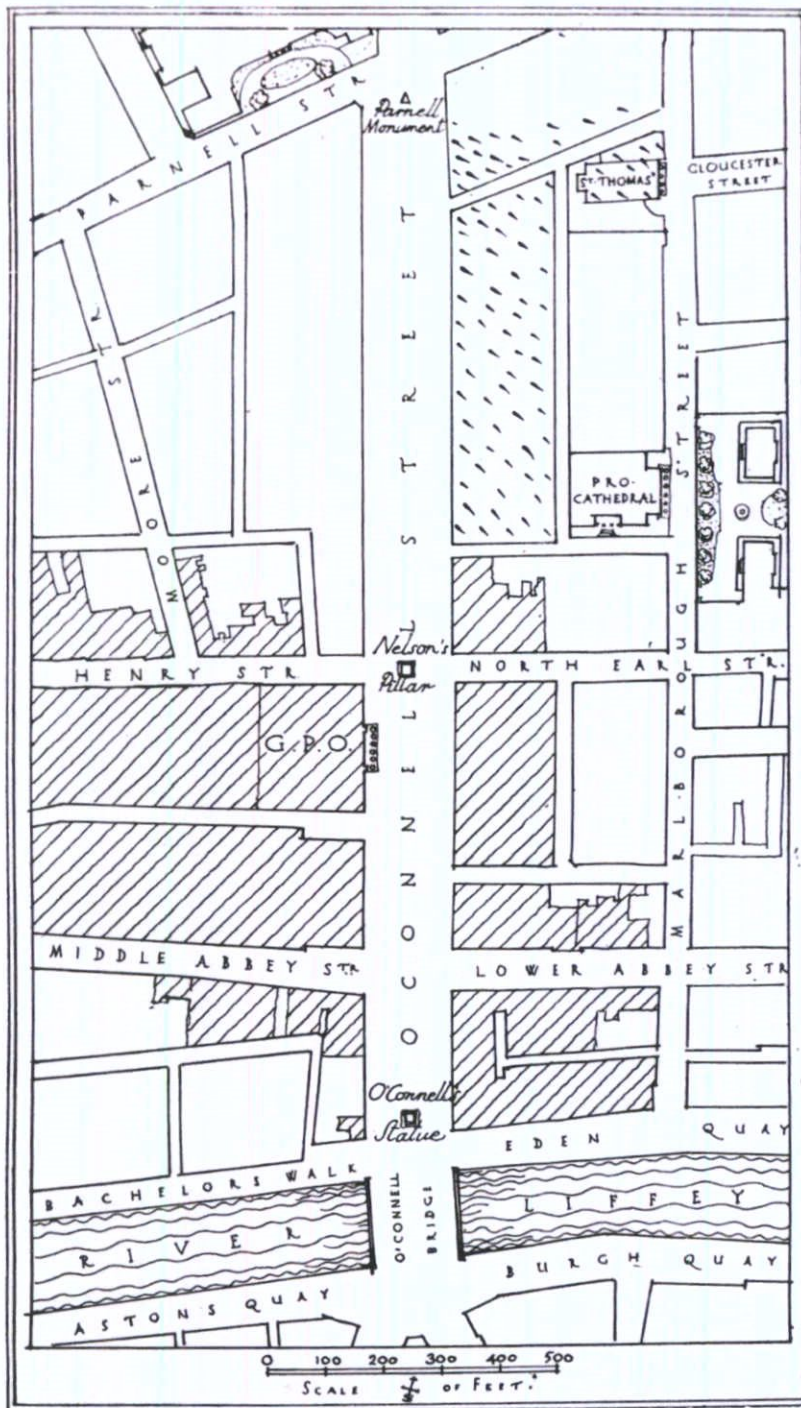 PARNELL STR
Parnell
Monument
ST. THOMAS'
GLOUCESTER
STREET
MOORE STR
O'CONNELL STREET
MARLBOROUGH STREET
PRO-
CATHEDRAL
Nelson's
Pillar
HENRY STR.
NORTH EARL STR.
G.P.O.
MIDDLE ABBEY STR
LOWER ABBEY STR
O'Connell's
Statue
EDEN QUAY
BACHELORS WALK
O'CONNELL
BRIDGE
RIVER LIFFEY
BURGH QUAY
ASTONS QUAY
0 100 200 300 400 500
SCALE OF FEET.